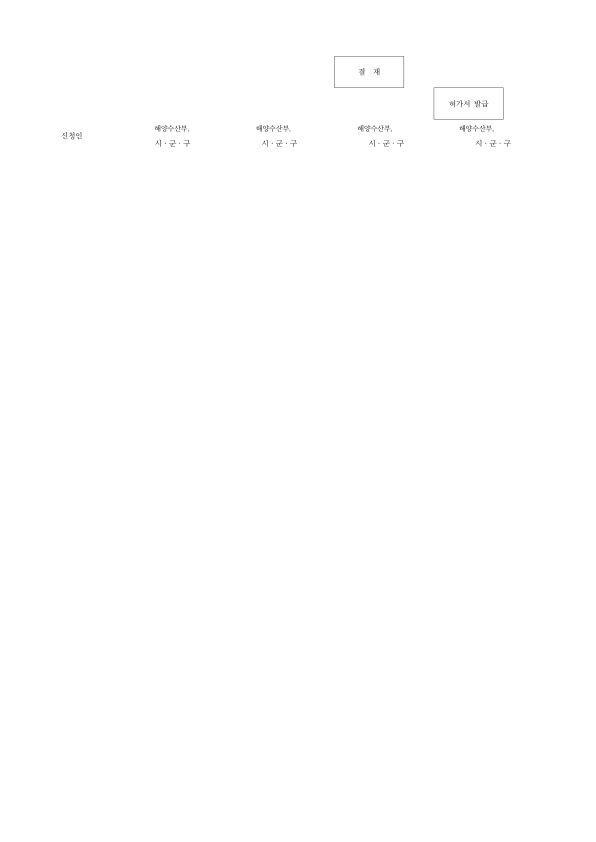 결 재
허가서 발급
신청인
해양수산부, 해양수산부, 해양수산부, 해양수산부,
시 · 군 · 구 시 · 군 · 구 시 · 군 · 구 시 · 군 · 구